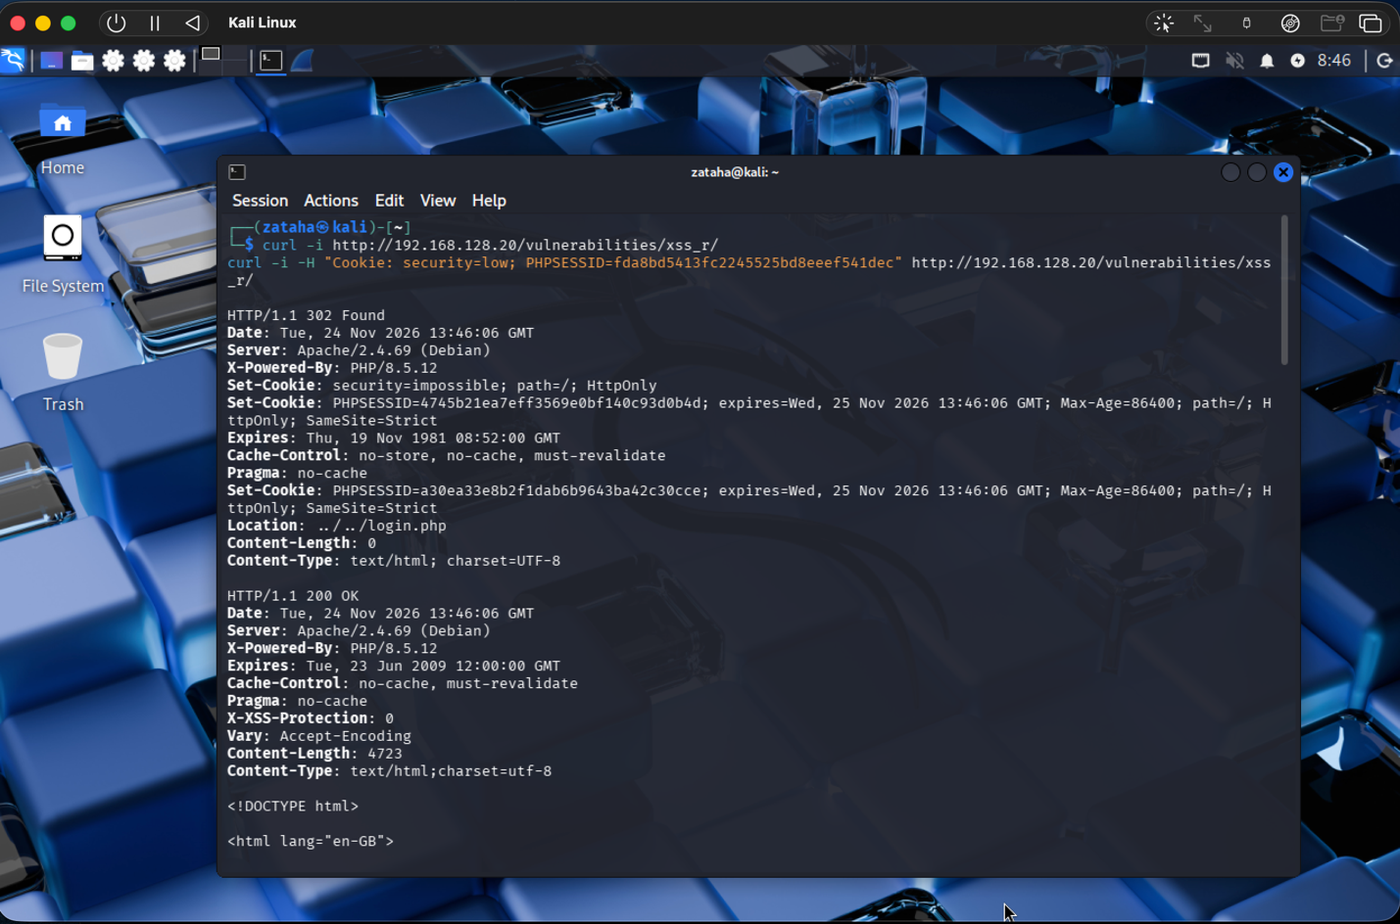 Kali Linux
8:46
Home
File System
Trash
zataha@kali: ~
Session Actions Edit View Help
┌──(zataha㉿kali)-[~]
└─$ curl -i http://192.168.128.20/vulnerabilities/xss_r/
curl -i -H "Cookie: security=low; PHPSESSID=fda8bd5413fc2245525bd8eeef541dec" http://192.168.128.20/vulnerabilities/xss
_r/
HTTP/1.1 302 Found
Date: Tue, 24 Nov 2026 13:46:06 GMT
Server: Apache/2.4.69 (Debian)
X-Powered-By: PHP/8.5.12
Set-Cookie: security=impossible; path=/; HttpOnly
Set-Cookie: PHPSESSID=4745b21ea7eff3569e0bf140c93d0b4d; expires=Wed, 25 Nov 2026 13:46:06 GMT; Max-Age=86400; path=/; H
ttpOnly; SameSite=Strict
Expires: Thu, 19 Nov 1981 08:52:00 GMT
Cache-Control: no-store, no-cache, must-revalidate
Pragma: no-cache
Set-Cookie: PHPSESSID=a30ea33e8b2f1dab6b9643ba42c30cce; expires=Wed, 25 Nov 2026 13:46:06 GMT; Max-Age=86400; path=/; H
ttpOnly; SameSite=Strict
Location: ../../login.php
Content-Length: 0
Content-Type: text/html; charset=UTF-8
HTTP/1.1 200 OK
Date: Tue, 24 Nov 2026 13:46:06 GMT
Server: Apache/2.4.69 (Debian)
X-Powered-By: PHP/8.5.12
Expires: Tue, 23 Jun 2009 12:00:00 GMT
Cache-Control: no-cache, must-revalidate
Pragma: no-cache
X-XSS-Protection: 0
Vary: Accept-Encoding
Content-Length: 4723
Content-Type: text/html;charset=utf-8
<!DOCTYPE html>
<html lang="en-GB">